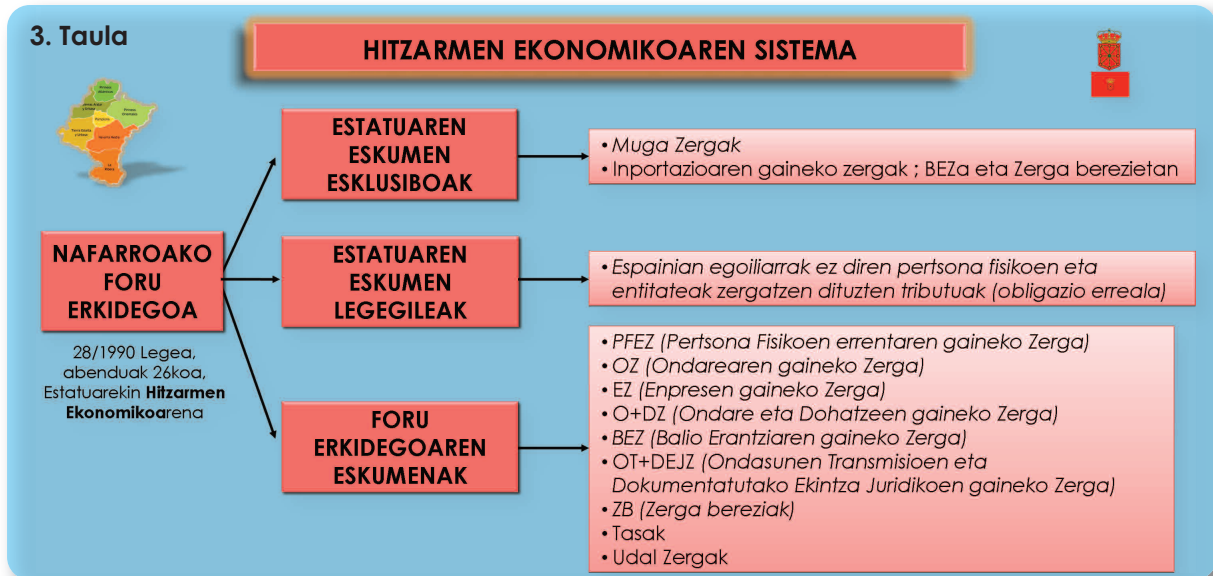 3. Taula
HITZARMEN EKONOMIKOAREN SISTEMA
NAFARROAKO
FORU
ERKIDEGOA
28/1990 Legea,
abenduak 26koa,
Estatuarekin Hitzarmen
Ekonomikoarena
ESTATUAREN
ESKUMEN
ESKLUSIBOAK
• Muga Zergak
• Inportazioaren gaineko zergak ; BEZa eta Zerga berezietan
ESTATUAREN
ESKUMEN
LEGEGILEAK
• Espainian egoiliarrak ez diren pertsona fisikoen eta
entitateak zergatzen dituzten tributuak (obligazio erreala)
FORU
ERKIDEGOAREN
ESKUMENAK
• PFEZ (Pertsona Fisikoen errentaren gaineko Zerga)
• OZ (Ondarearen gaineko Zerga)
• EZ (Enpresen gaineko Zerga)
• O+DZ (Ondare eta Dohatzeen gaineko Zerga)
• BEZ (Balio Erantziaren gaineko Zerga)
• OT+DEJZ (Ondasunen Transmisioen eta
Dokumentatutako Ekintza Juridikoen gaineko Zerga)
• ZB (Zerga bereziak)
• Tasak
• Udal Zergak